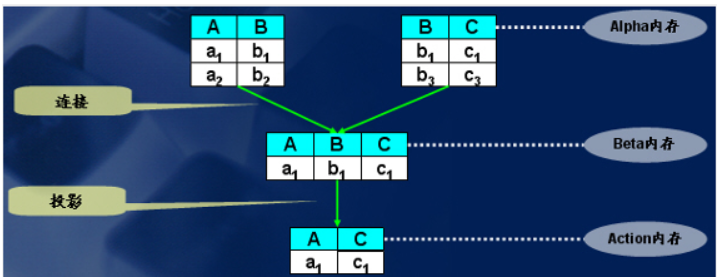 A B B C Alpha内存
a₁ b₁ b₁ c₁
a₂ b₂ b₃ c₃
连接
A B C Beta内存
a₁ b₁ c₁
投影
A C Action内存
a₁ c₁